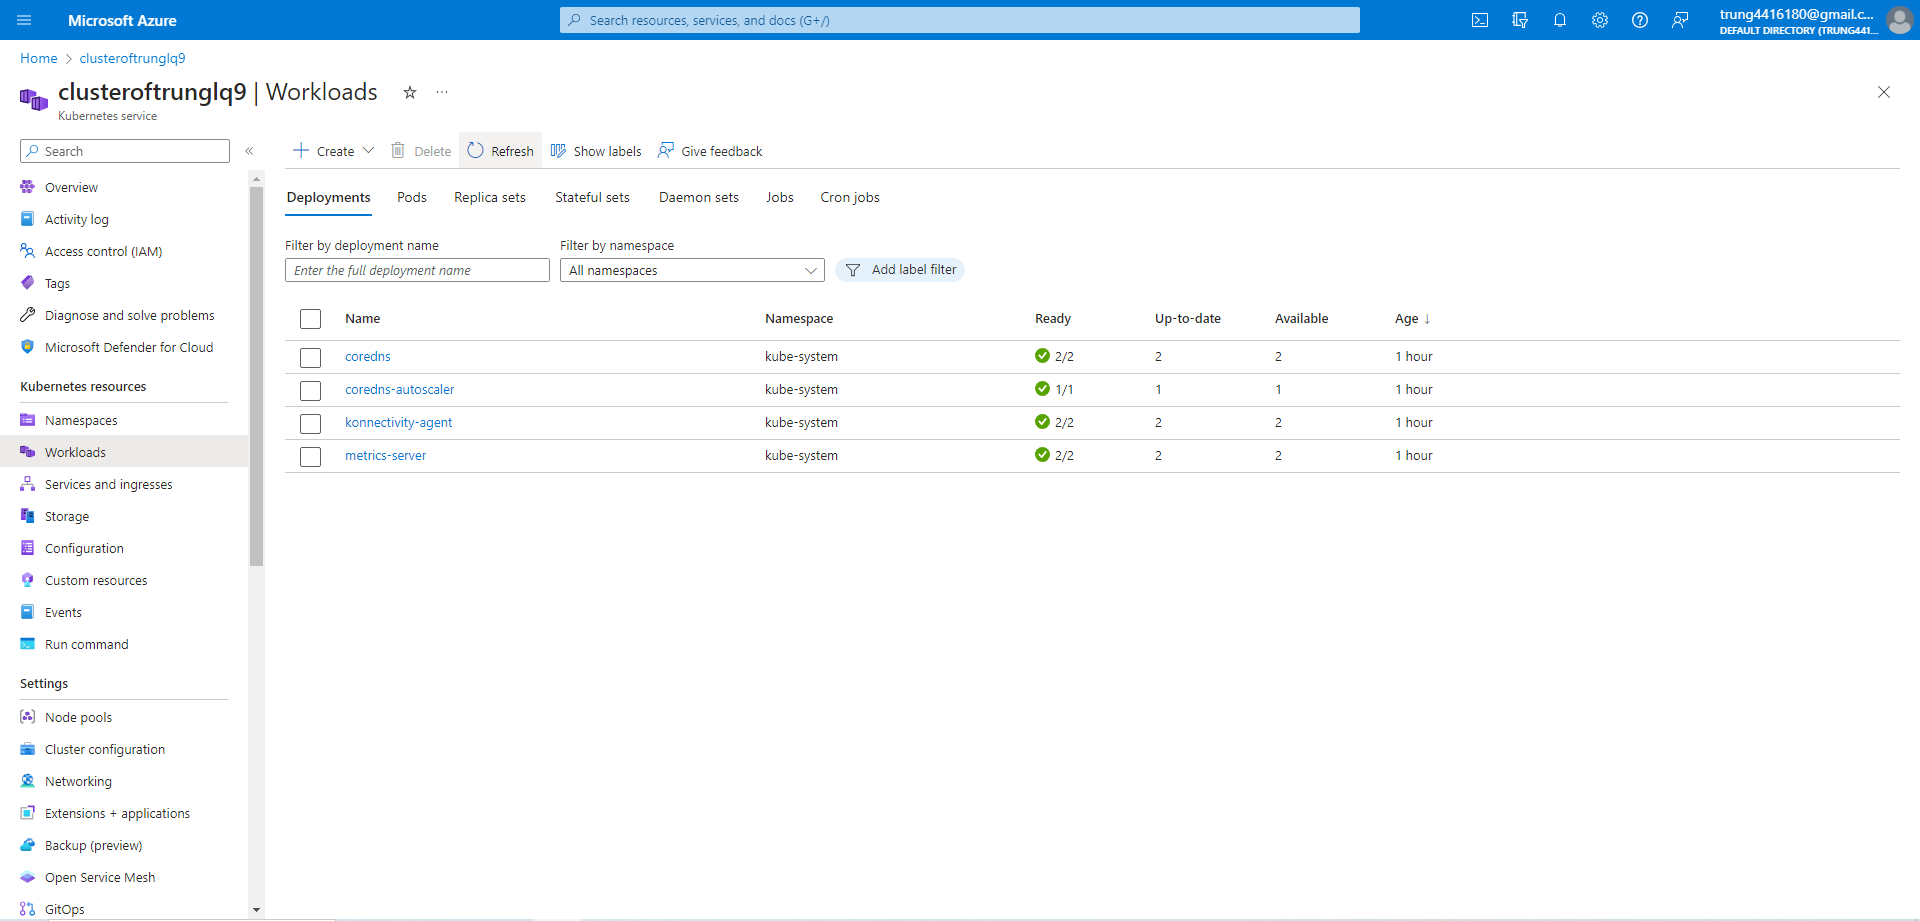 Microsoft Azure
Search resources, services, and docs (G+/)
trung4416180@gmail.c...
DEFAULT DIRECTORY (TRUNG441...
Home > clusteroftrunglq9
clusteroftrunglq9 | Workloads
Kubernetes service
Search
Create
Delete
Refresh
Show labels
Give feedback
Overview
Activity log
Access control (IAM)
Tags
Diagnose and solve problems
Microsoft Defender for Cloud
Kubernetes resources
Namespaces
Workloads
Services and ingresses
Storage
Configuration
Custom resources
Events
Run command
Settings
Node pools
Cluster configuration
Networking
Extensions + applications
Backup (preview)
Open Service Mesh
GitOps
Deployments Pods Replica sets Stateful sets Daemon sets Jobs Cron jobs
Filter by deployment name
Enter the full deployment name
Filter by namespace
All namespaces
Add label filter
Name Namespace Ready Up-to-date Available Age ↓
coredns kube-system 2/2 2 2 1 hour
coredns-autoscaler kube-system 1/1 1 1 1 hour
konnectivity-agent kube-system 2/2 2 2 1 hour
metrics-server kube-system 2/2 2 2 1 hour